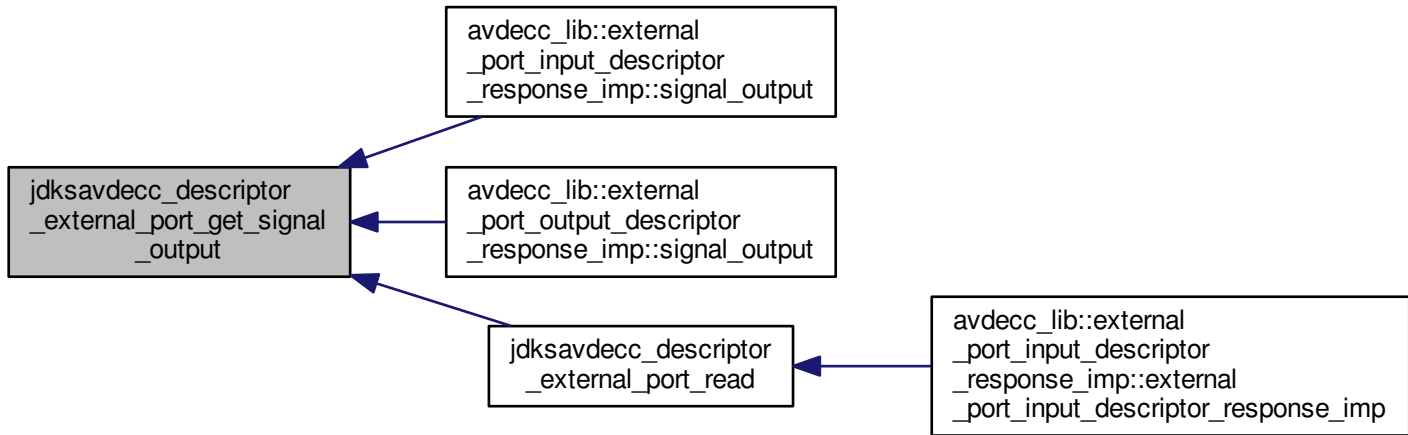 avdecc_lib::external
_port_input_descriptor
_response_imp::signal_output
jdksavdecc_descriptor
_external_port_get_signal
_output
avdecc_lib::external
_port_output_descriptor
_response_imp::signal_output
jdksavdecc_descriptor
_external_port_read
avdecc_lib::external
_port_input_descriptor
_response_imp::external
_port_input_descriptor_response_imp